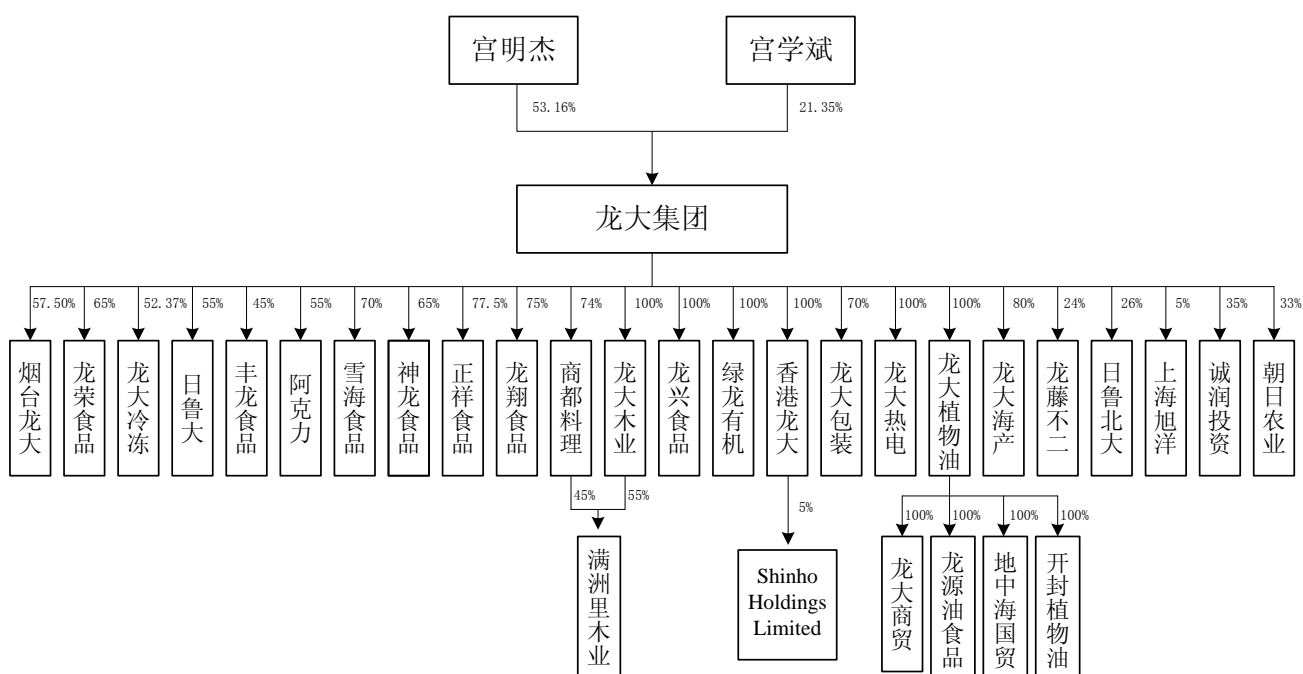 宫明杰
宫学斌
53.16%
21.35%
龙大集团
57.50%
65%
52.37%
55%
45%
55%
70%
65%
77.5%
75%
74%
100%
100%
100%
100%
70%
100%
100%
80%
24%
26%
5%
35%
33%
烟台龙大
龙荣食品
龙大冷冻
日鲁大
丰龙食品
阿克力
雪海食品
神龙食品
正祥食品
龙翔食品
商都料理
龙大木业
龙兴食品
绿龙有机
香港龙大
龙大包装
龙大热电
龙大植物油
龙大海产
龙藤不二
日鲁北大
上海旭洋
诚润投资
朝日农业
45%
55%
5%
100%
100%
100%
100%
满洲里木业
Shinho
Holdings
Limited
龙大商贸
龙源油食品
地中海国贸
开封植物油